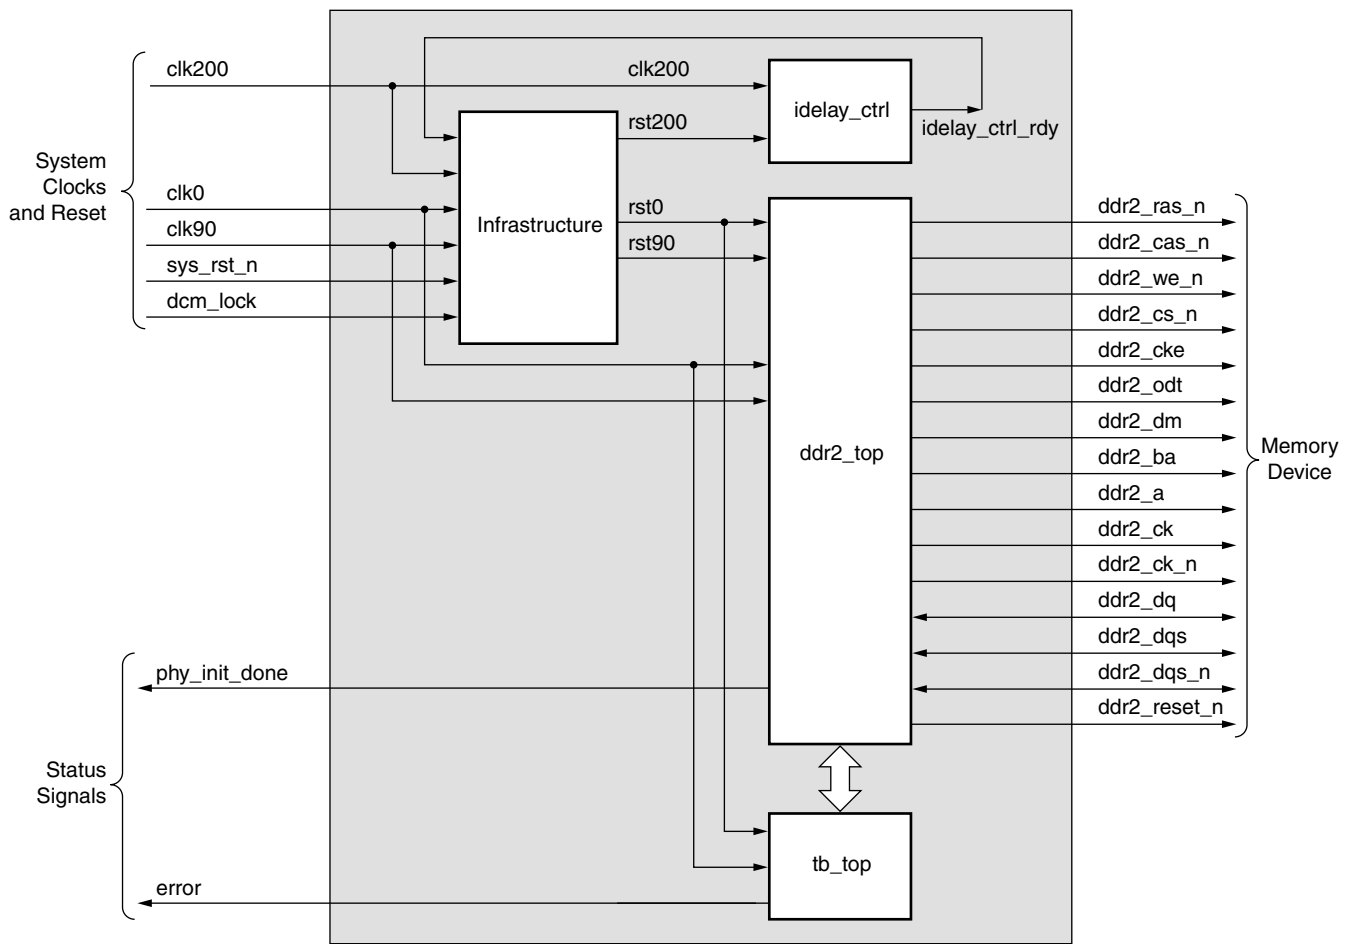 System
Clocks
and Reset
clk200
clk0
clk90
sys_rst_n
dcm_lock
clk200
rst200
idelay_ctrl
idelay_ctrl_rdy
Infrastructure
rst0
rst90
ddr2_top
ddr2_ras_n
ddr2_cas_n
ddr2_we_n
ddr2_cs_n
ddr2_cke
ddr2_odt
ddr2_dm
ddr2_ba
ddr2_a
ddr2_ck
ddr2_ck_n
ddr2_dq
ddr2_dqs
ddr2_dqs_n
ddr2_reset_n
Memory
Device
Status
Signals
phy_init_done
error
tb_top